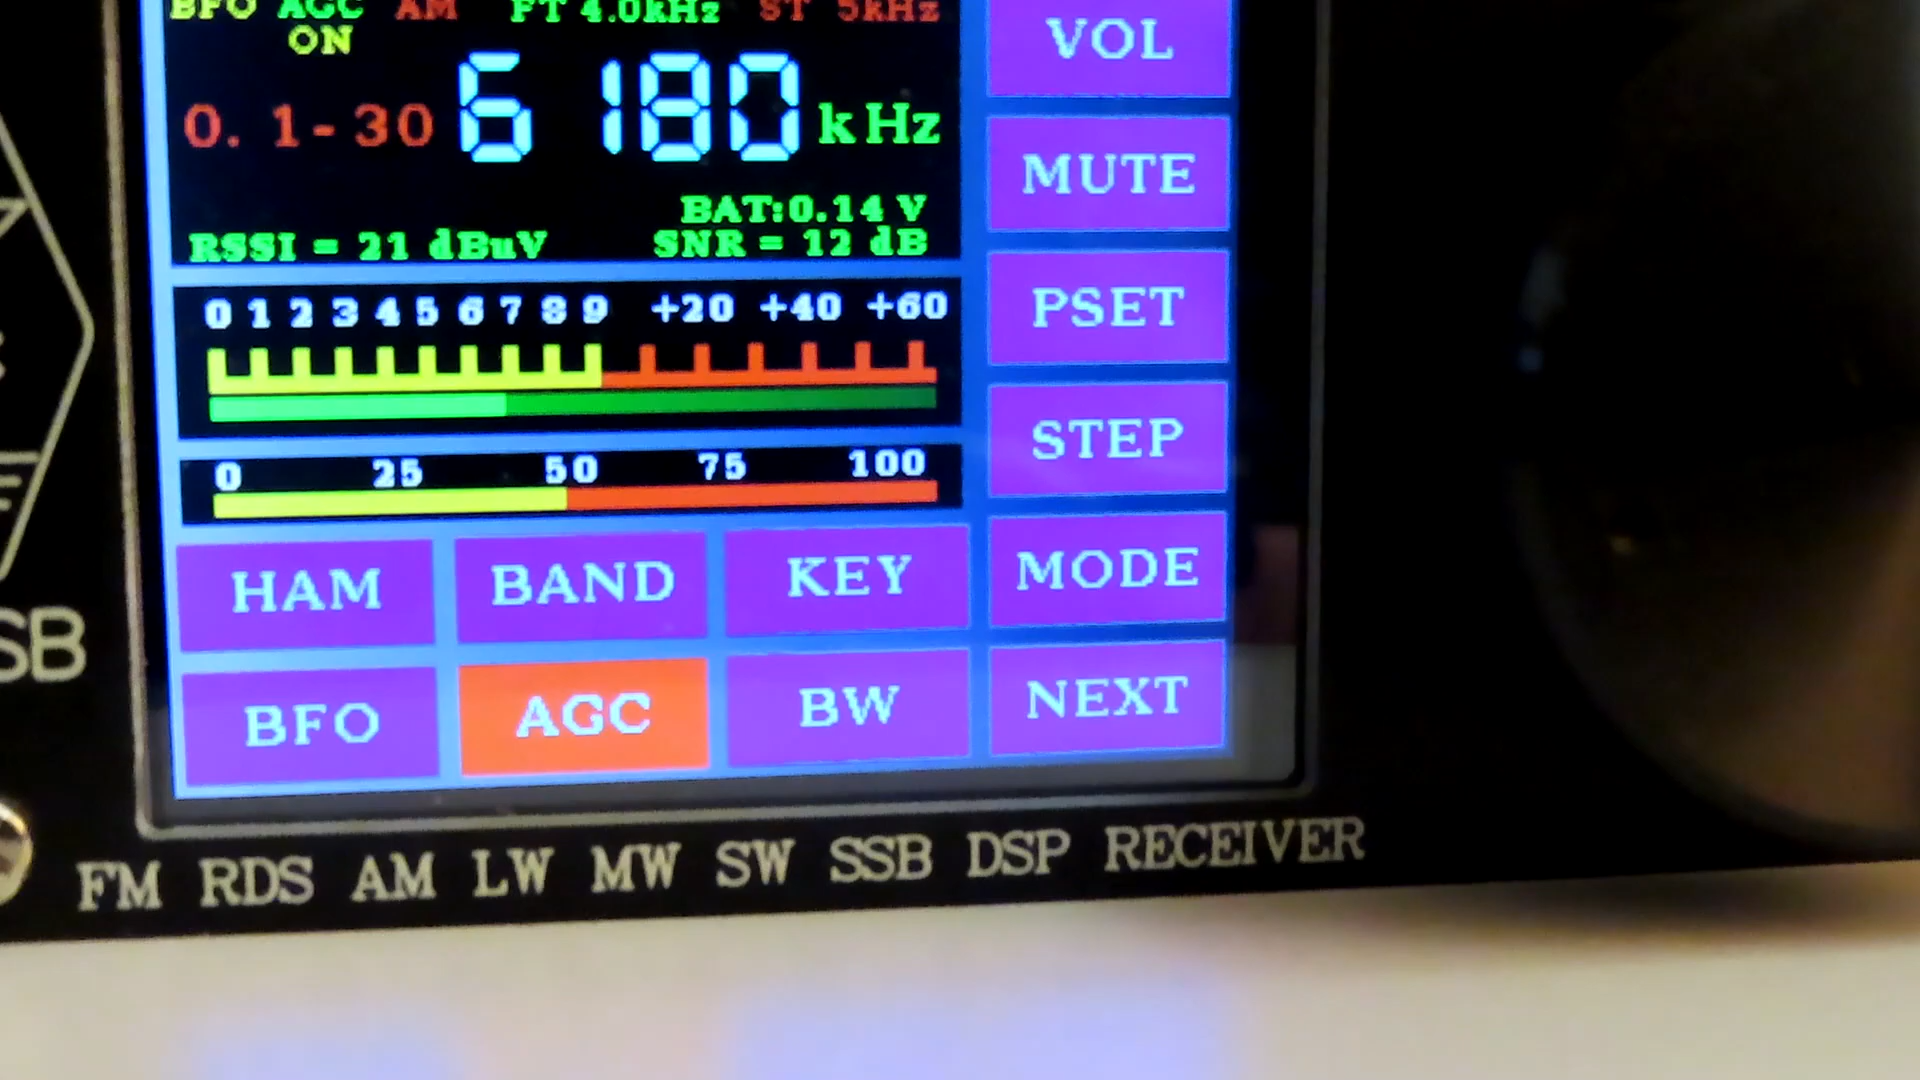 BFO AGC AM FT 4.0kHz ST 5kHz
ON
0. 1-30 6180 kHz
BAT:0.14 V
RSSI = 21 dBuV SNR = 12 dB
0 1 2 3 4 5 6 7 8 9 +20 +40 +60
0 25 50 75 100
VOL
MUTE
PSET
STEP
HAM BAND KEY MODE
BFO AGC BW NEXT
SB
FM RDS AM LW MW SW SSB DSP RECEIVER